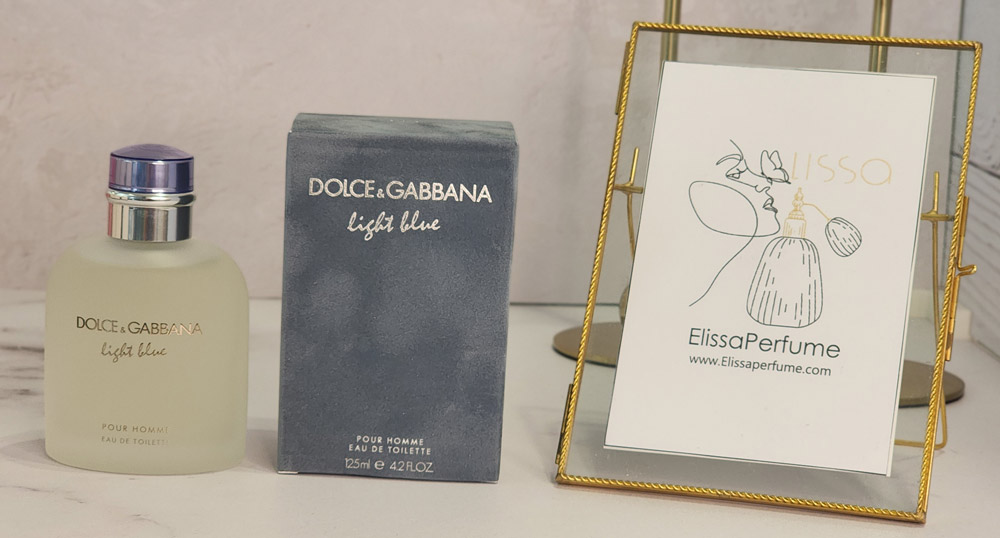 DOLCE & GABBANA
light blue
POUR HOMME
EAU DE TOILETTE
DOLCE & GABBANA
light blue
POUR HOMME
EAU DE TOILETTE
125ml e 4.2 FL.OZ
LISSA
ElissaPerfume
www.Elissaperfume.com